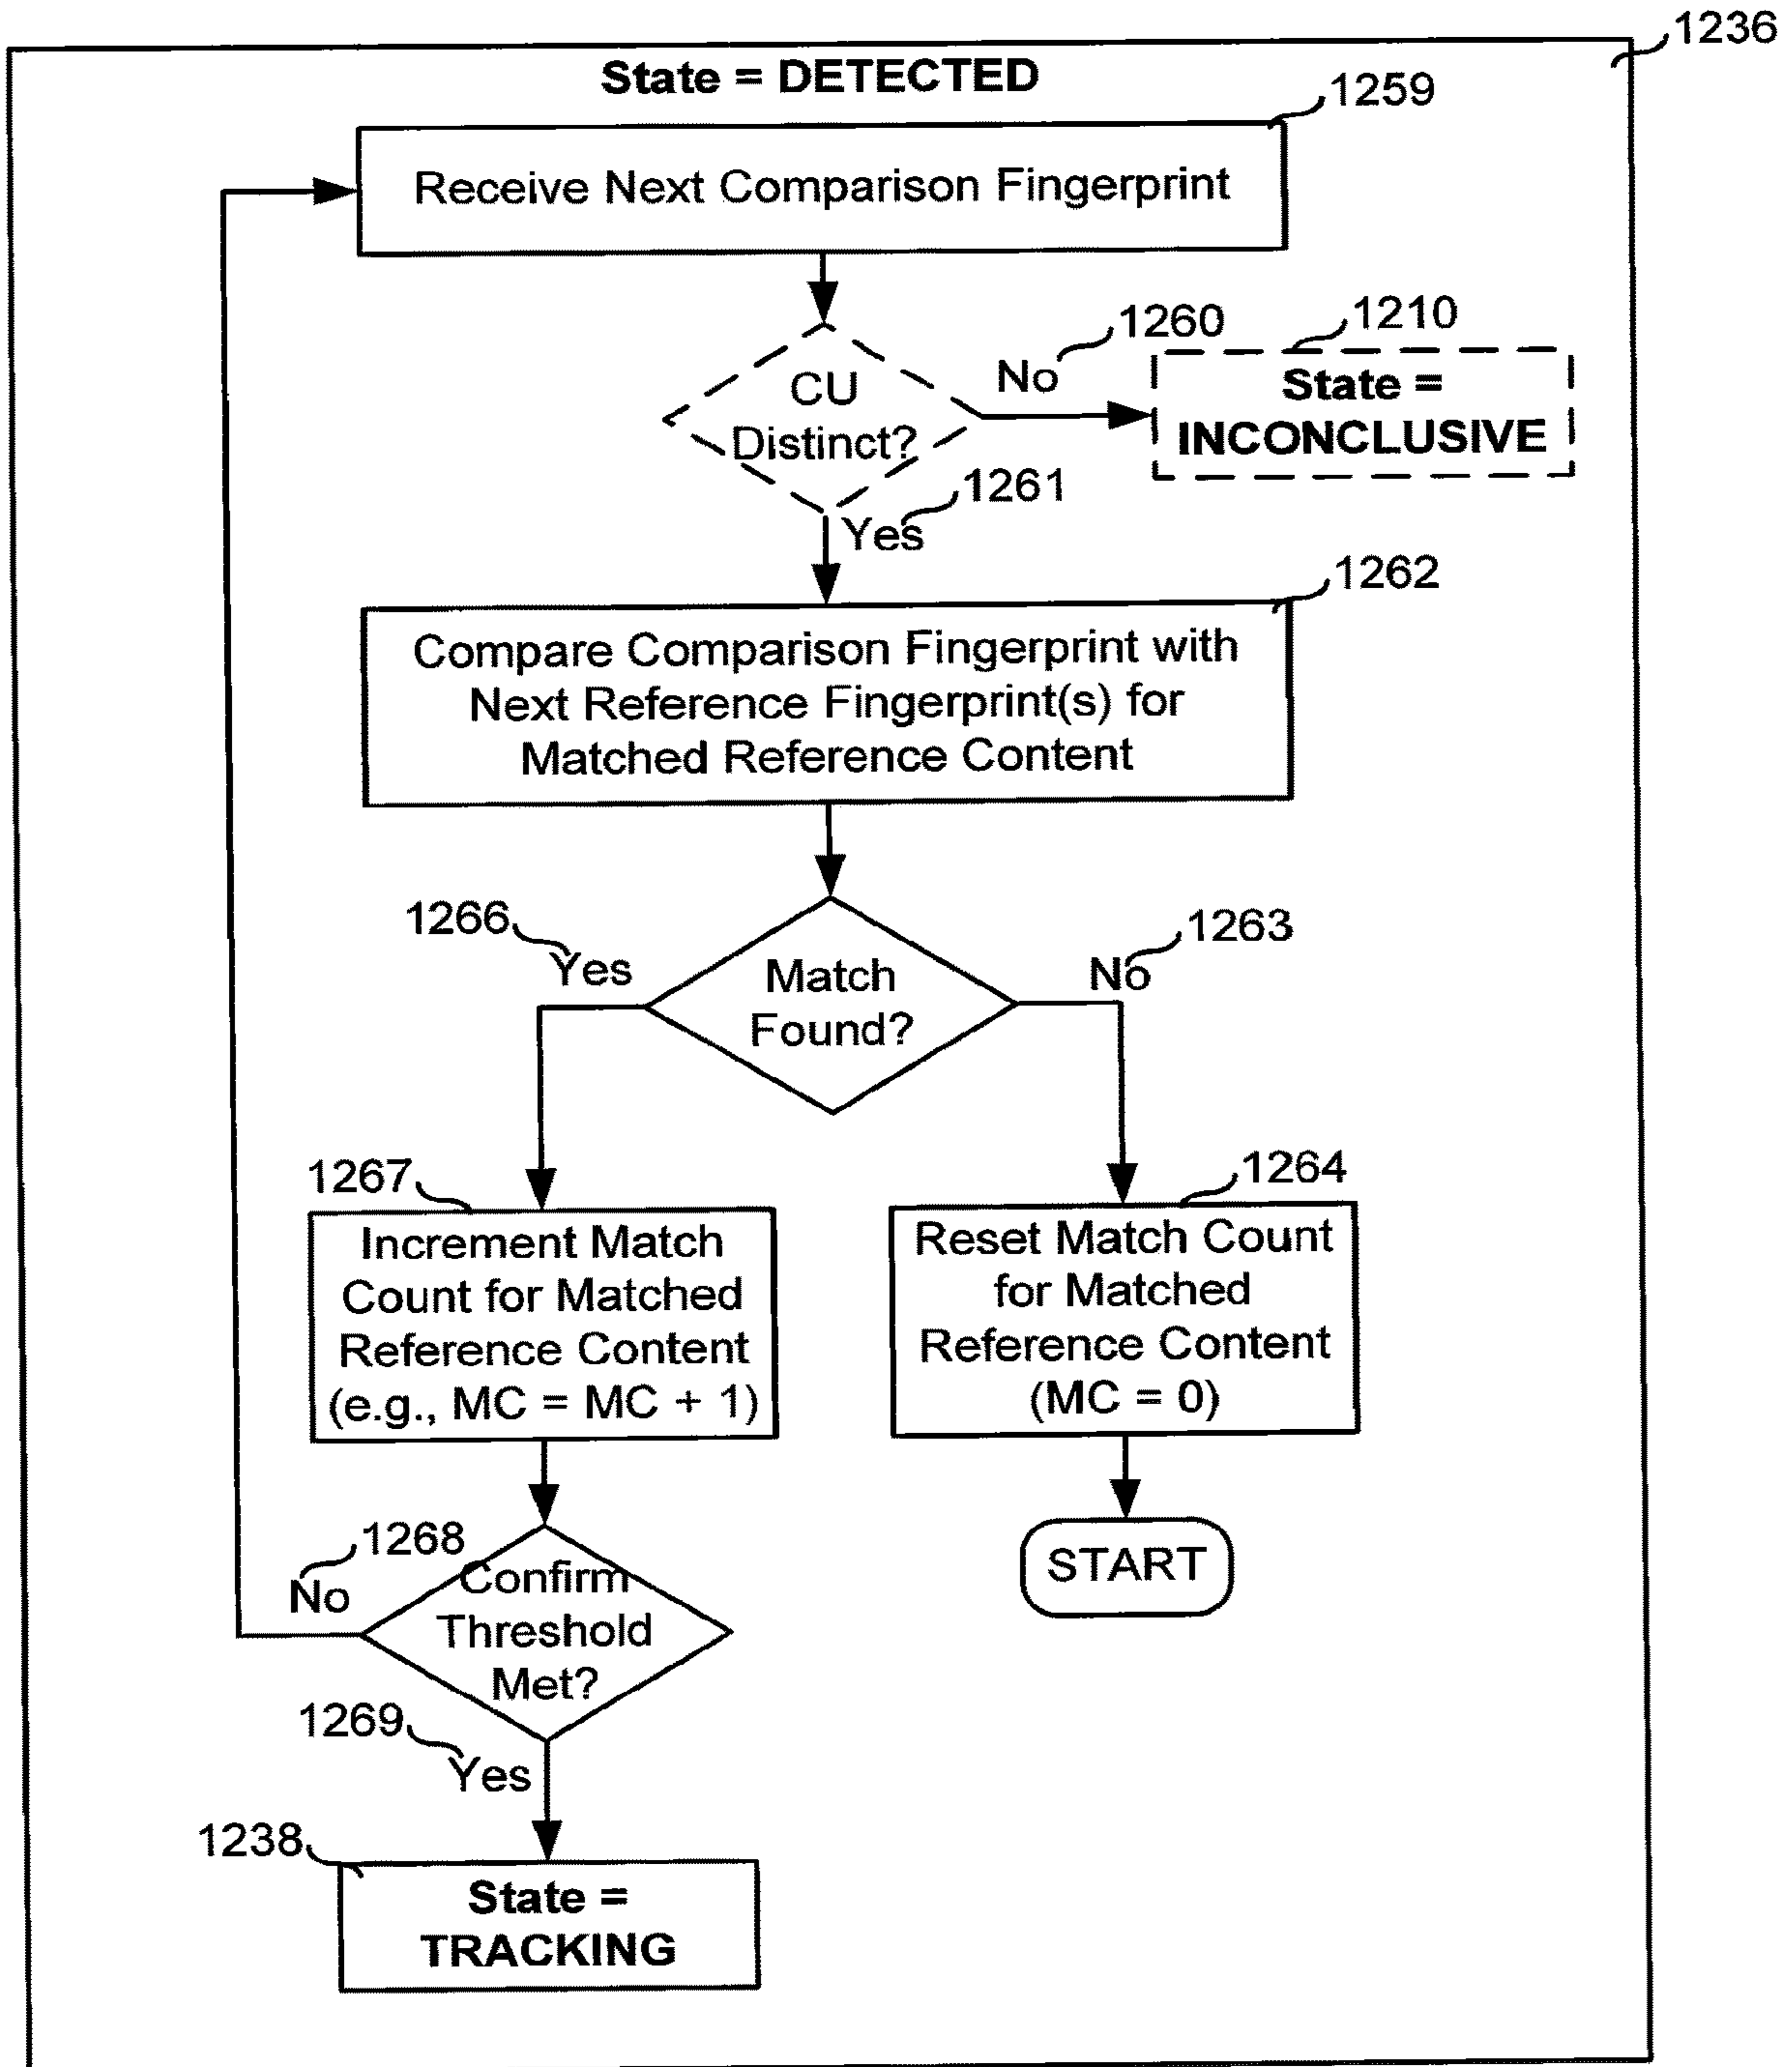 1236
State = DETECTED
1259
Receive Next Comparison Fingerprint
1260
1210
No
CU
Distinct?
State =
INCONCLUSIVE
1261
Yes
1262
Compare Comparison Fingerprint with
Next Reference Fingerprint(s) for
Matched Reference Content
1266
Yes
1263
No
Match
Found?
1267
Increment Match
Count for Matched
Reference Content
(e.g., MC = MC + 1)
1264
Reset Match Count
for Matched
Reference Content
(MC = 0)
START
1268
No
Confirm
Threshold
Met?
1269
Yes
1238
State =
TRACKING